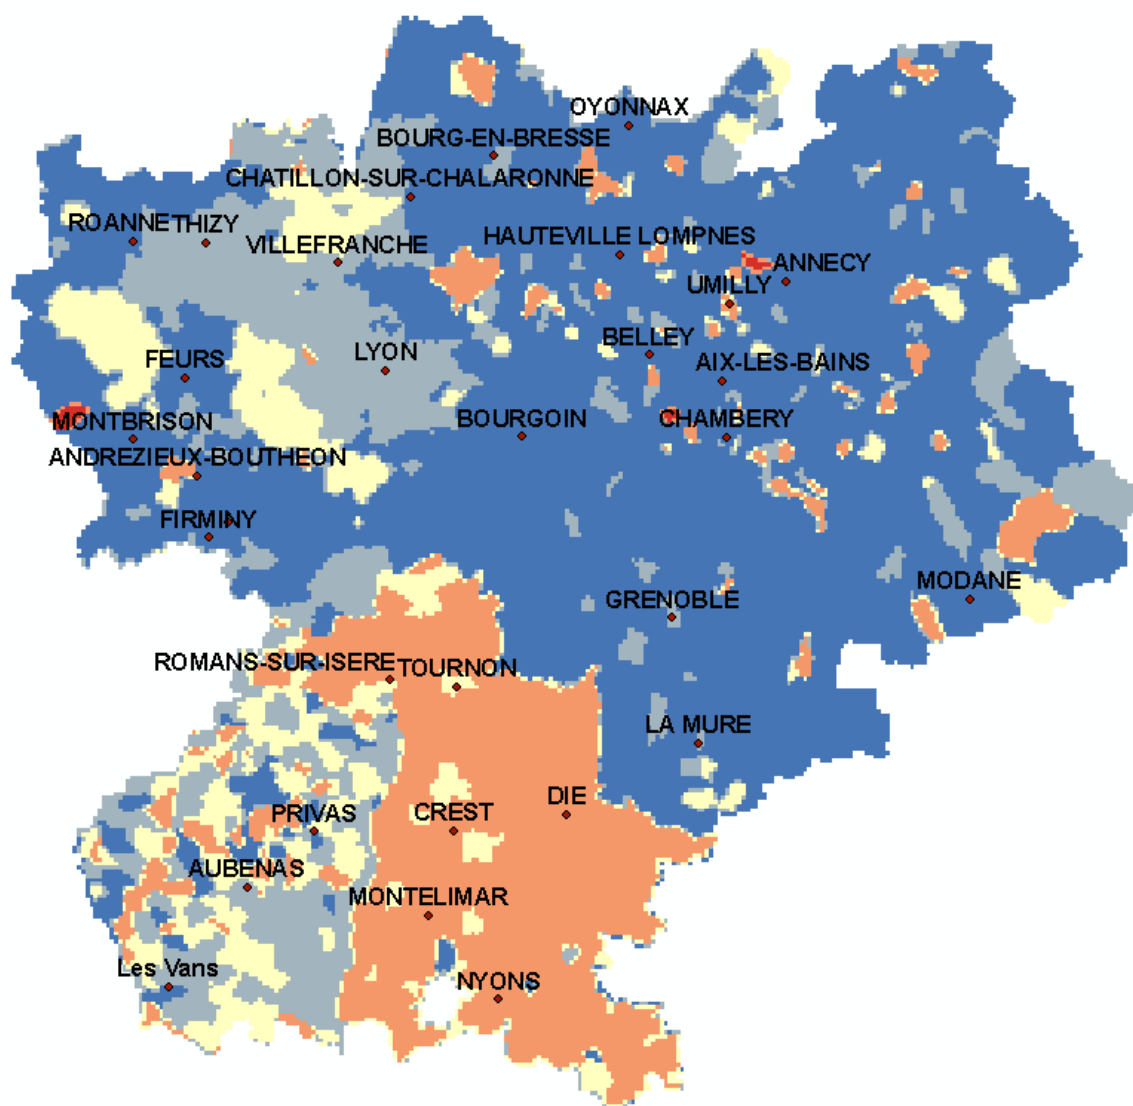 OYONNAX
BOURG-EN-BRESSE
CHATILLON-SUR-CHALARONNE
ROANNE
THIZY
VILLEFRANCHE
HAUTEVILLE LOMPNES
ANNECY
UMILLY
BELLEY
AIX-LES-BAINS
FEURS
LYON
MONTBRISON
BOURGOIN
CHAMBERY
ANDREZIEUX-BOUTHEON
FIRMINY
MODANE
GRENOBLE
ROMANS-SUR-ISERE
TOURNON
LA MURE
DIE
PRIVAS
CREST
AUBENAS
MONTELIMAR
Les Vans
NYONS